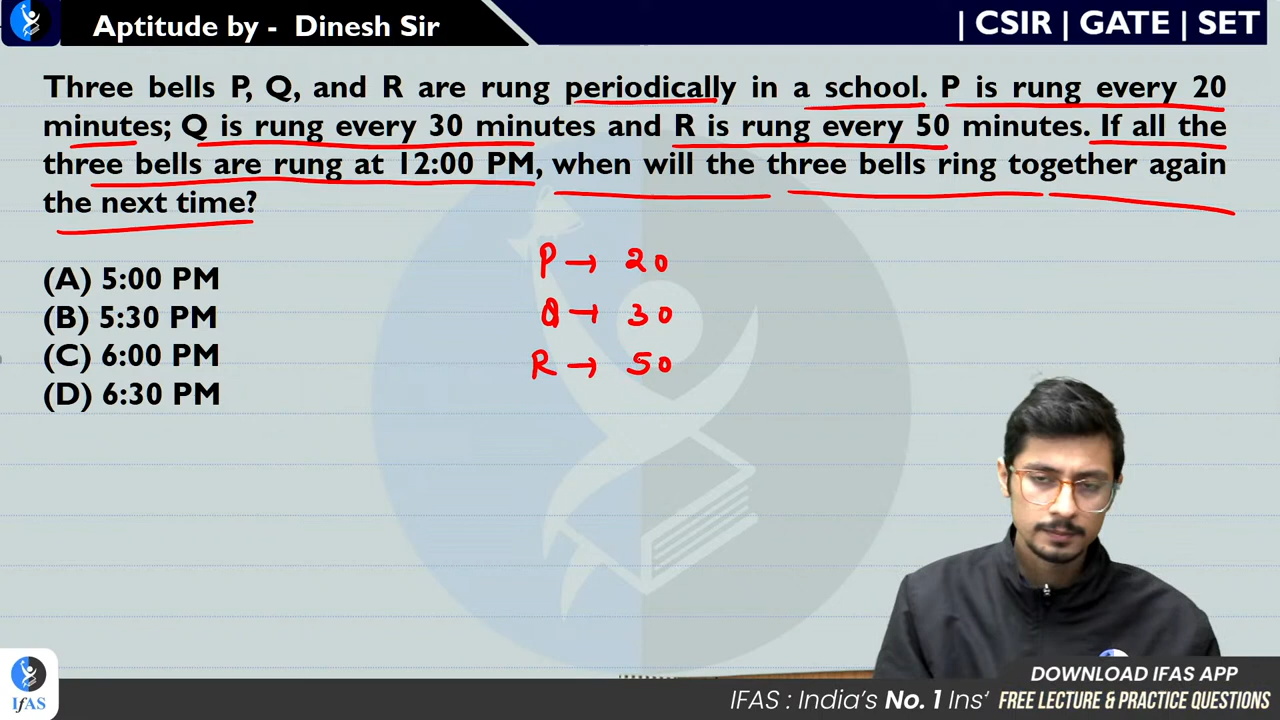 Aptitude by - Dinesh Sir
| CSIR | GATE | SET
Three bells P, Q, and R are rung periodically in a school. P is rung every 20
minutes; Q is rung every 30 minutes and R is rung every 50 minutes. If all the
three bells are rung at 12:00 PM, when will the three bells ring together again
the next time?
P → 20
Q → 30
R → 50
(A) 5:00 PM
(B) 5:30 PM
(C) 6:00 PM
(D) 6:30 PM
IFAS
DOWNLOAD IFAS APP
IFAS : India's No. 1 Ins'
FREE LECTURE & PRACTICE QUESTIONS